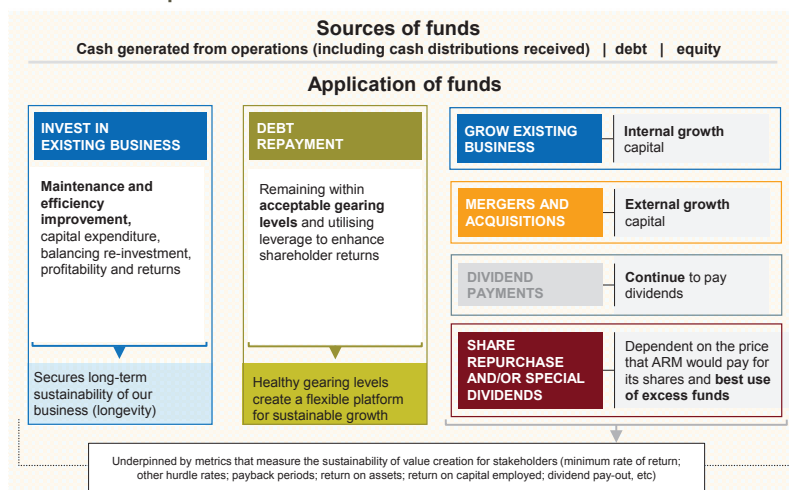 Sources of funds
Cash generated from operations (including cash distributions received) | debt | equity
Application of funds
INVEST IN
EXISTING BUSINESS
Maintenance and
efficiency
improvement,
capital expenditure,
balancing re-investment,
profitability and returns
Secures long-term
sustainability of our
business (longevity)
DEBT
REPAYMENT
Remaining within
acceptable gearing
levels and utilising
leverage to enhance
shareholder returns
Healthy gearing levels
create a flexible platform
for sustainable growth
GROW EXISTING
BUSINESS
Internal growth
capital
MERGERS AND
ACQUISITIONS
External growth
capital
DIVIDEND
PAYMENTS
Continue to pay
dividends
SHARE
REPURCHASE
AND/OR SPECIAL
DIVIDENDS
Dependent on the price
that ARM would pay for
its shares and best use
of excess funds
Underpinned by metrics that measure the sustainability of value creation for stakeholders (minimum rate of return;
other hurdle rates; payback periods; return on assets; return on capital employed; dividend pay-out, etc)